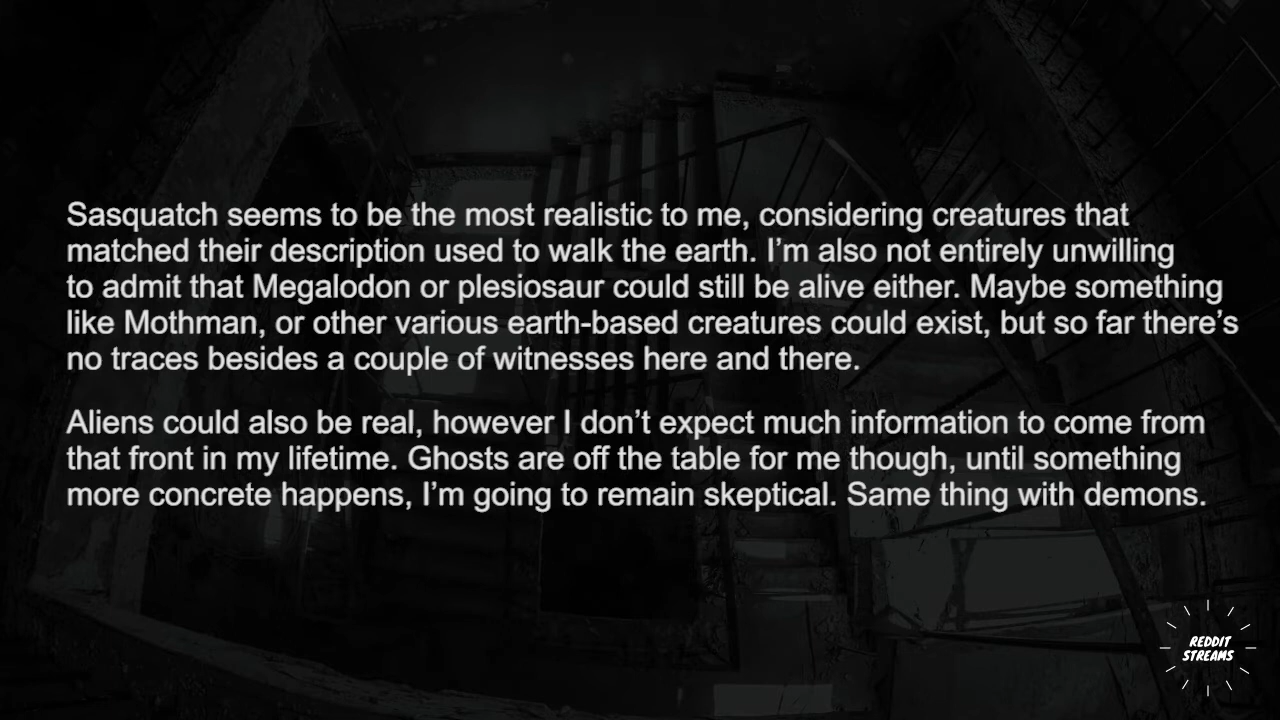 Sasquatch seems to be the most realistic to me, considering creatures that
matched their description used to walk the earth. I’m also not entirely unwilling
to admit that Megalodon or plesiosaur could still be alive either. Maybe something
like Mothman, or other various earth-based creatures could exist, but so far there’s
no traces besides a couple of witnesses here and there.
Aliens could also be real, however I don’t expect much information to come from
that front in my lifetime. Ghosts are off the table for me though, until something
more concrete happens, I’m going to remain skeptical. Same thing with demons.
REDDIT
STREAMS